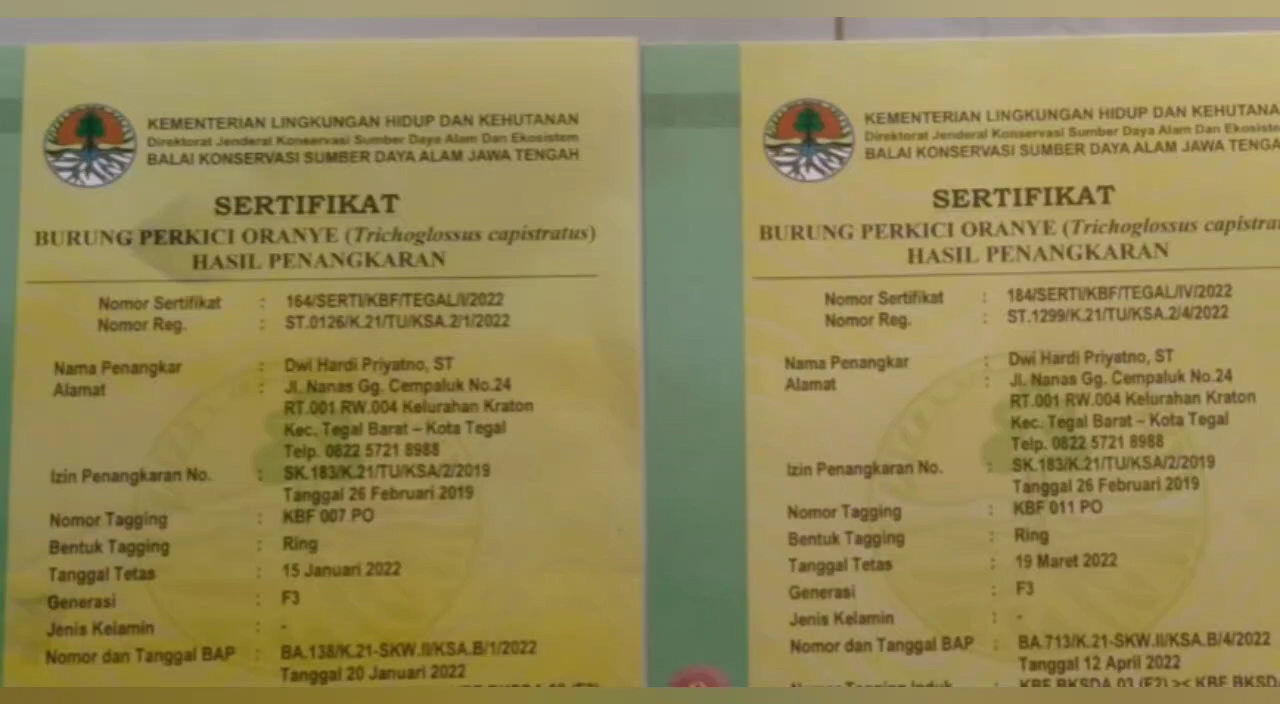 KEMENTERIAN LINGKUNGAN HIDUP DAN KEHUTANAN
Direktorat Jenderal Konservasi Sumber Daya Alam Dan Ekosistem
BALAI KONSERVASI SUMBER DAYA ALAM JAWA TENGAH
SERTIFIKAT
BURUNG PERKICI ORANYE (Trichoglossus capistratus)
HASIL PENANGKARAN
Nomor Sertifikat : 164/SERTI/KBF/TEGAL/I/2022
Nomor Reg. : ST.0126/K.21/TU/KSA.2/1/2022
Nama Penangkar : Dwi Hardi Priyatno, ST
Alamat : Jl. Nanas Gg. Cempaluk No.24
RT.001 RW.004 Kelurahan Kraton
Kec. Tegal Barat – Kota Tegal
Telp. 0822 5721 8988
Izin Penangkaran No. : SK.183/K.21/TU/KSA/2/2019
Tanggal 26 Februari 2019
Nomor Tagging : KBF 007 PO
Bentuk Tagging : Ring
Tanggal Tetas : 15 Januari 2022
Generasi : F3
Jenis Kelamin : -
Nomor dan Tanggal BAP : BA.138/K.21-SKW.II/KSA.B/1/2022
Tanggal 20 Januari 2022
KEMENTERIAN LINGKUNGAN HIDUP DAN KEHUTANA
Direktorat Jenderal Konservasi Sumber Daya Alam Dan Ekosiste
BALAI KONSERVASI SUMBER DAYA ALAM JAWA TENGA
SERTIFIKAT
BURUNG PERKICI ORANYE (Trichoglossus capistra
HASIL PENANGKARAN
Nomor Sertifikat : 184/SERTI/KBF/TEGAL/IV/2022
Nomor Reg. : ST.1299/K.21/TU/KSA.2/4/2022
Nama Penangkar : Dwi Hardi Priyatno, ST
Alamat : Jl. Nanas Gg. Cempaluk No.24
RT.001 RW.004 Kelurahan Kraton
Kec. Tegal Barat – Kota Tegal
Telp. 0822 5721 8988
Izin Penangkaran No. : SK.183/K.21/TU/KSA/2/2019
Tanggal 26 Februari 2019
Nomor Tagging : KBF 011 PO
Bentuk Tagging : Ring
Tanggal Tetas : 19 Maret 2022
Generasi : F3
Jenis Kelamin : -
Nomor dan Tanggal BAP : BA.713/K.21-SKW.II/KSA.B/4/2022
Tanggal 12 April 2022
Nomor Tagging Induk : KBF BKSDA 03 (F2) >< KBF BKSD